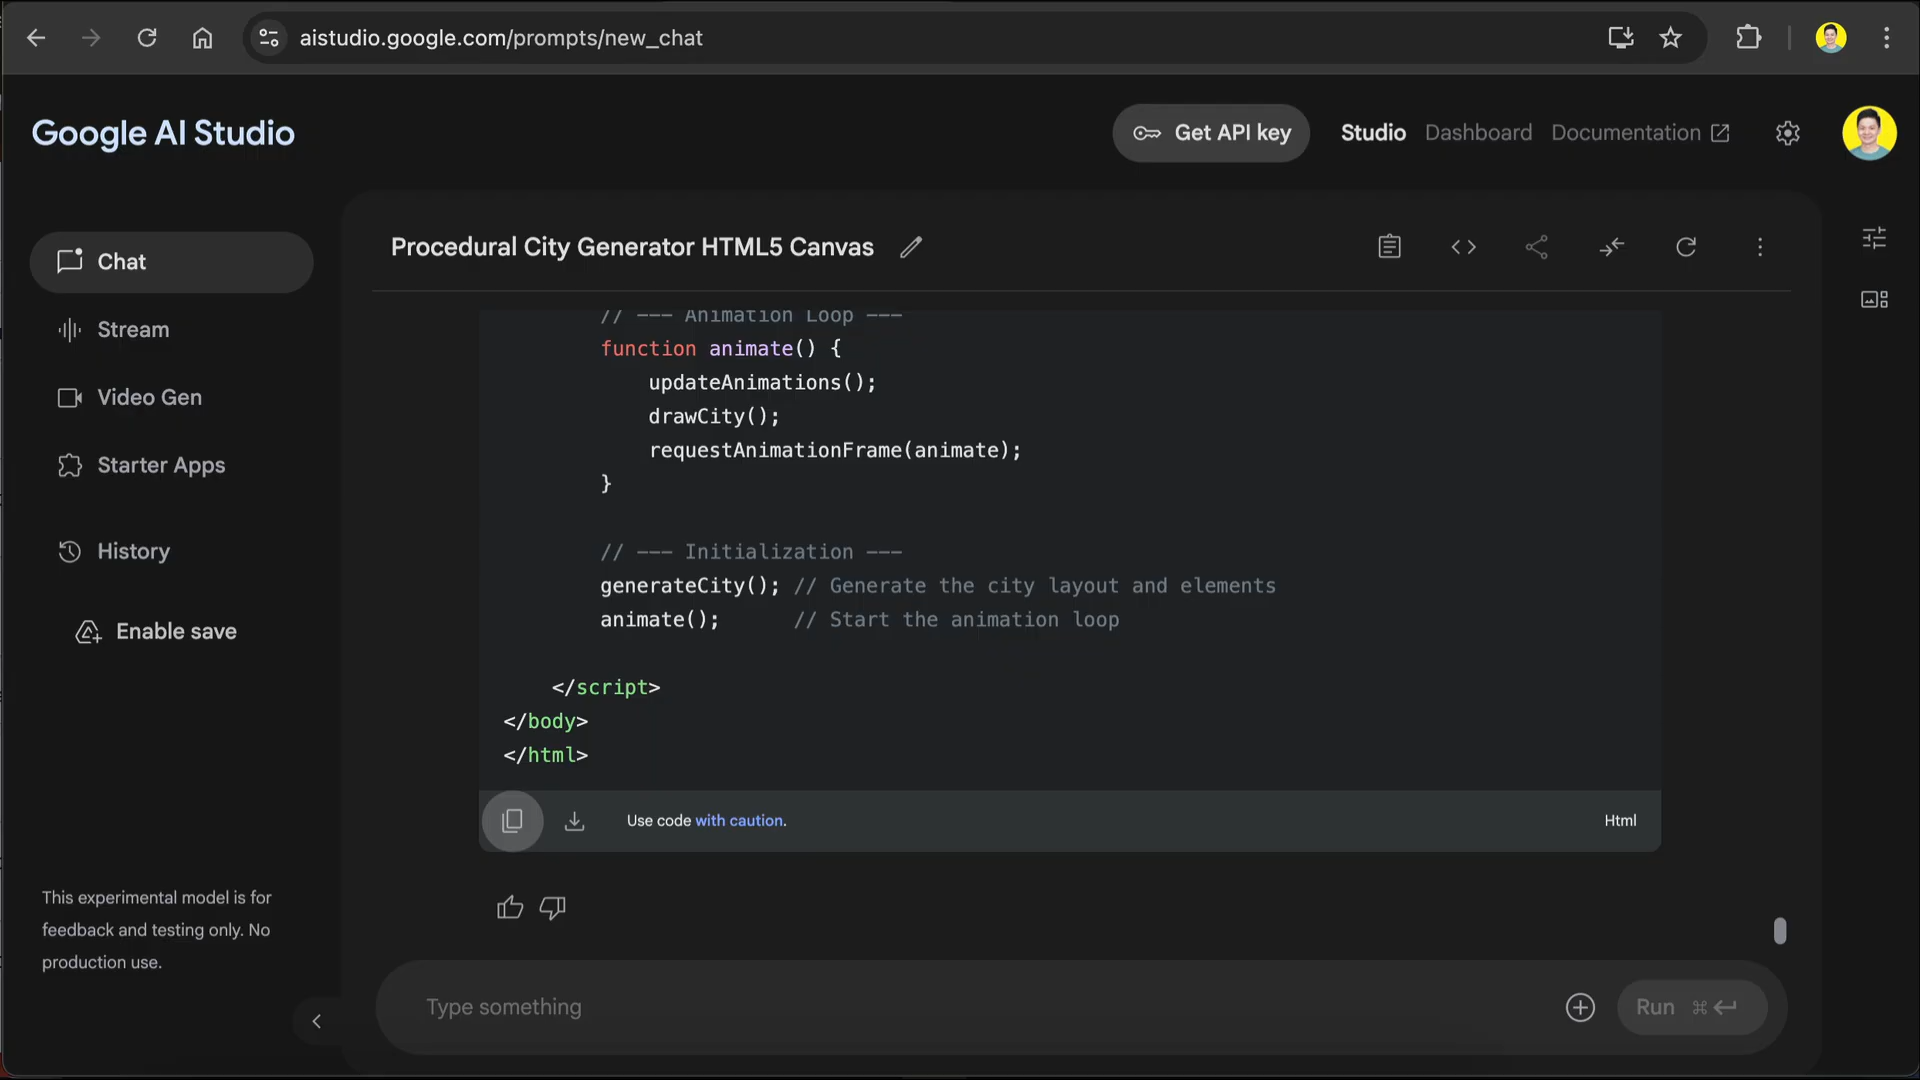 aistudio.google.com/prompts/new_chat
Google AI Studio
Get API key
Studio
Dashboard
Documentation
Chat
Stream
Video Gen
Starter Apps
History
Enable save
This experimental model is for
feedback and testing only. No
production use.
Procedural City Generator HTML5 Canvas
// --- Animation Loop ---
function animate() {
updateAnimations();
drawCity();
requestAnimationFrame(animate);
}
// --- Initialization ---
generateCity(); // Generate the city layout and elements
animate(); // Start the animation loop
</script>
</body>
</html>
Use code with caution.
Html
Type something
Run ⌘